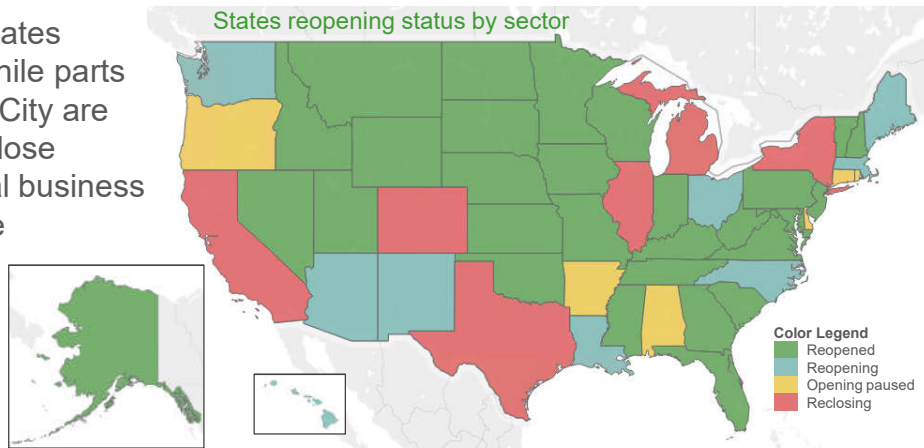 States reopening status by sector
ates
hile parts
City are
lose
al business
e
Color Legend
Reopened
Reopening
Opening paused
Reclosing